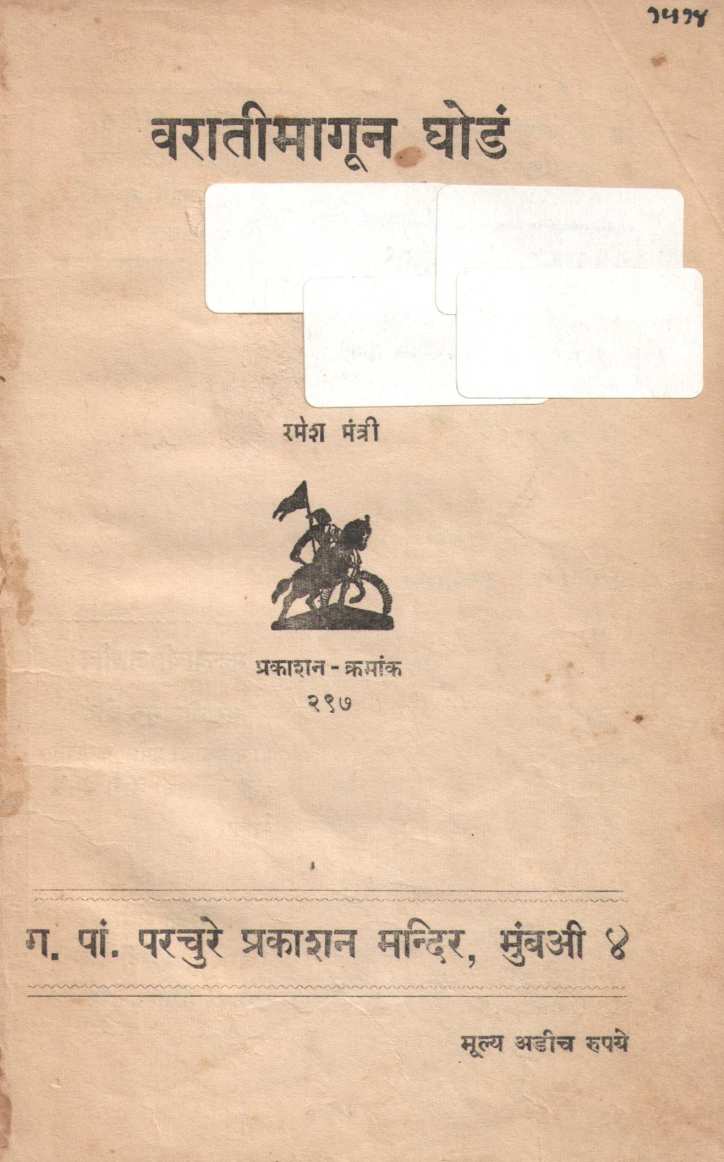 १५१४
वरातीमागून घोडं
रमेश मंत्री
प्रकाशन - क्रमांक
२९७
ग. पां. परचुरे प्रकाशन मन्दिर, मुंबअी ४
मूल्य अडीच रुपये